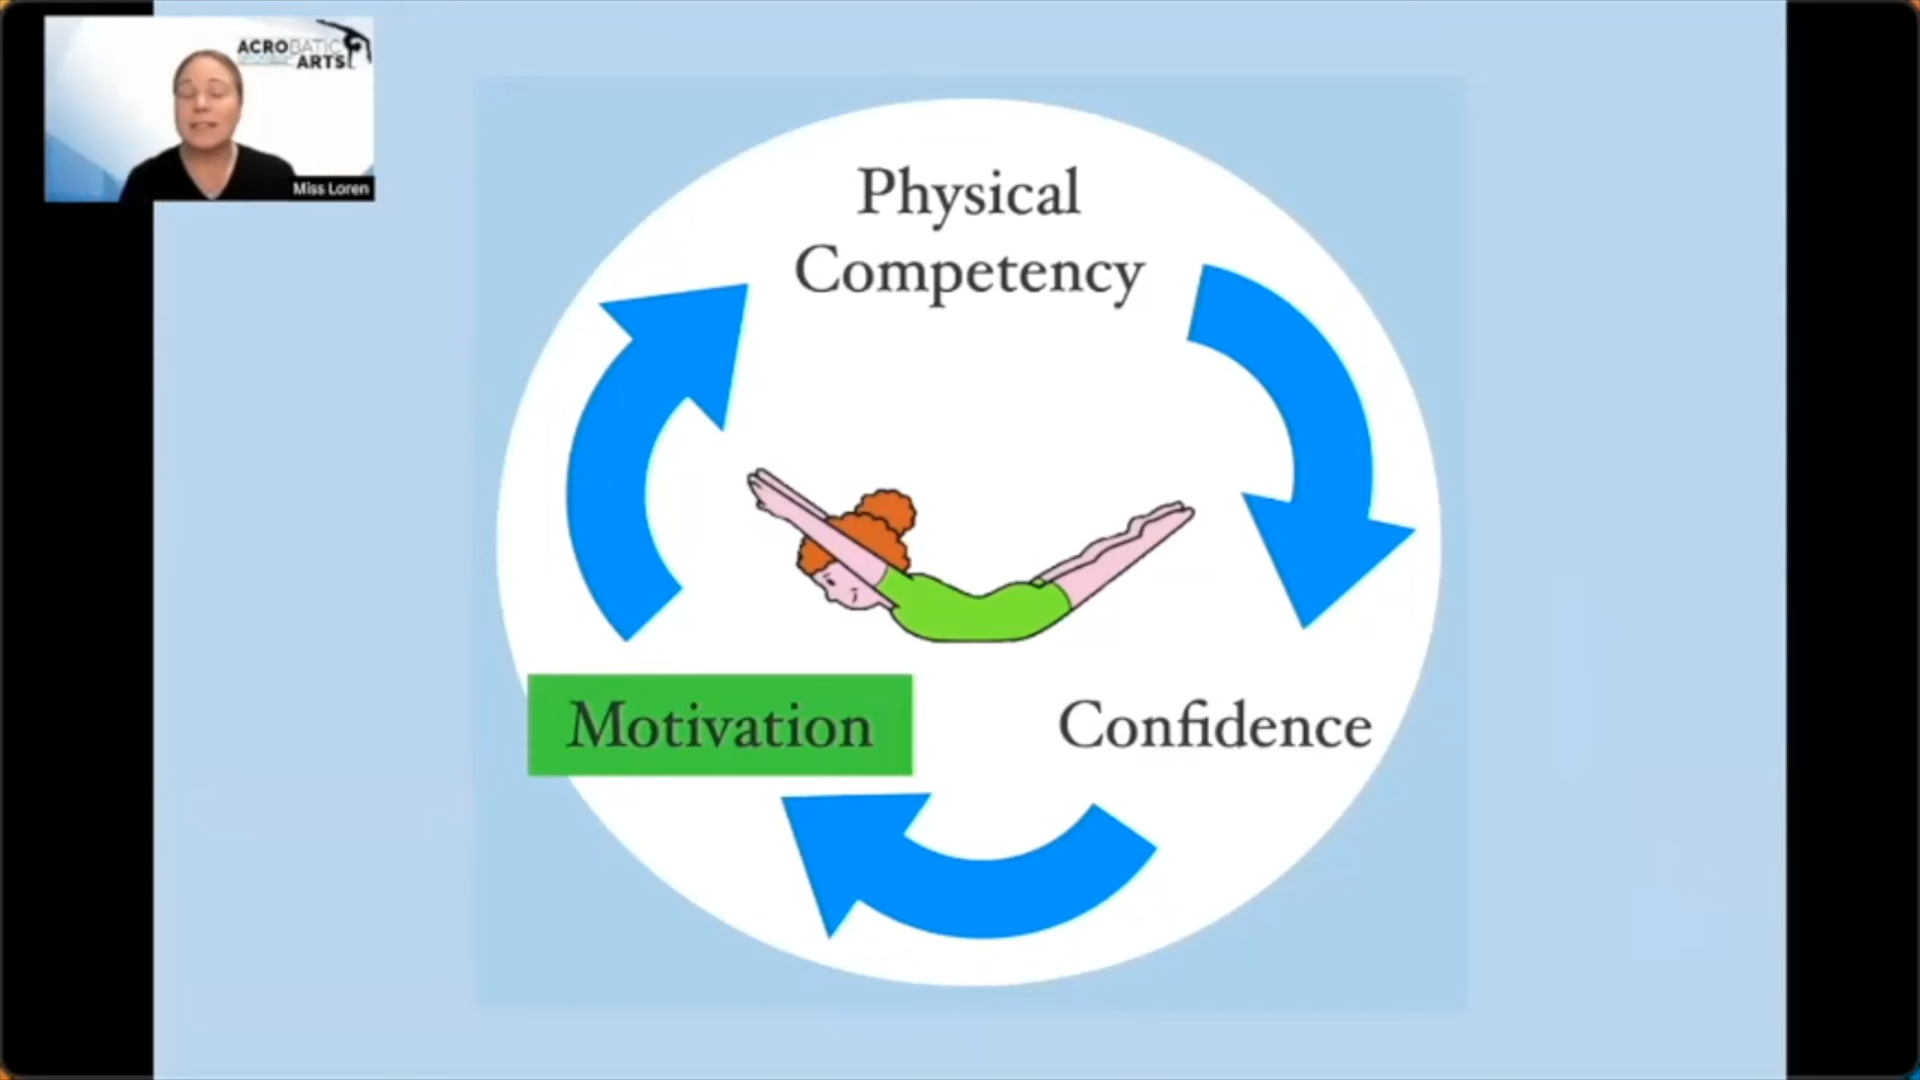 ACROBATIC
ARTS
Miss Loren
Physical
Competency
Motivation
Confidence